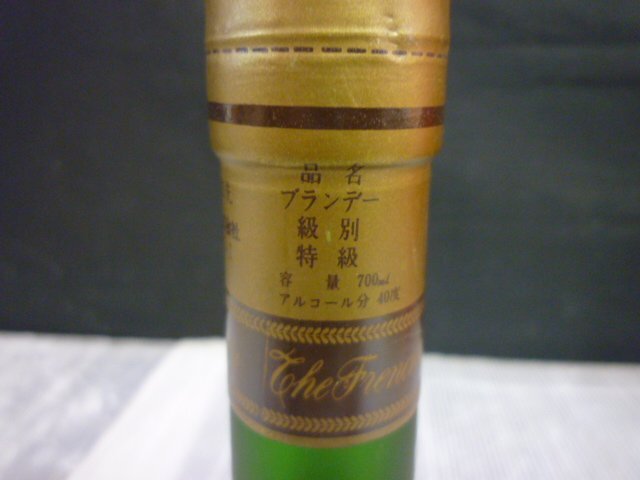 品名
ブランデー
級別
特級
容量 700ml
アルコール分 40度
The Frenc